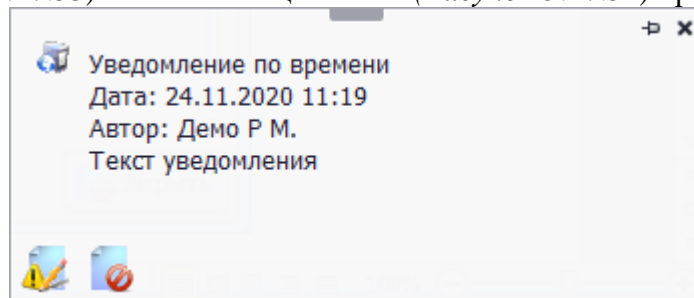 Уведомление по времени
Дата: 24.11.2020 11:19
Автор: Демо Р М.
Текст уведомления